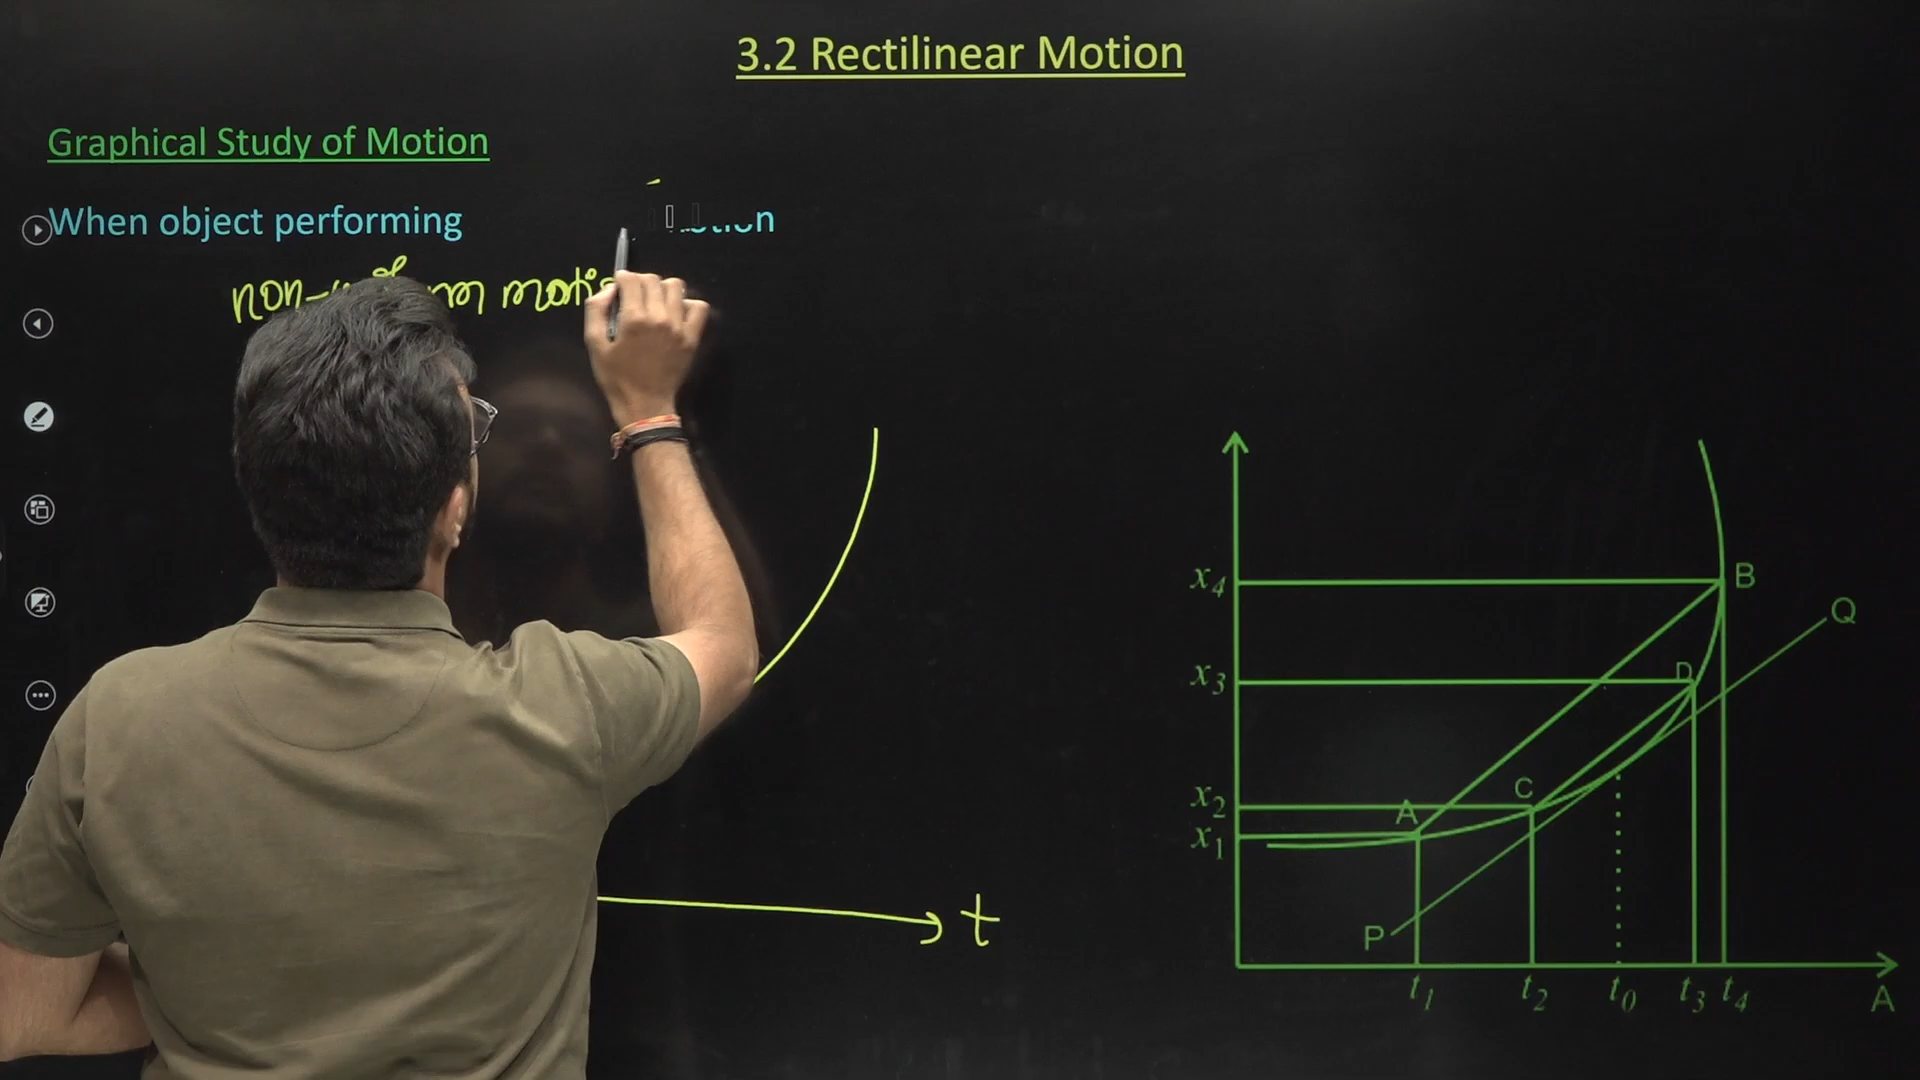 3.2 Rectilinear Motion
Graphical Study of Motion
When object performing
non-
t
x4
B
Q
x3
D
C
x2
A
x1
P
t1 t2 t0 t3 t4
A